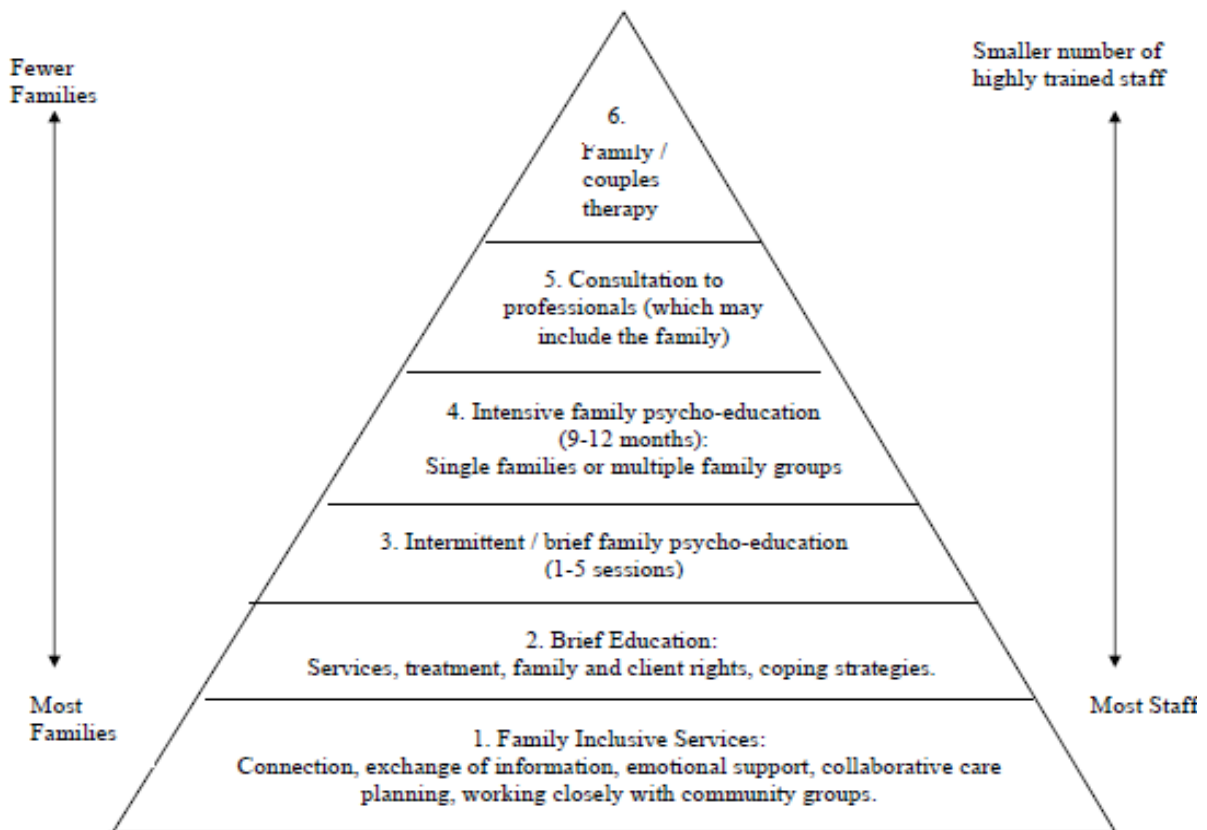 Fewer
Families
Smaller number of
highly trained staff
6.
Family /
couples
therapy
5. Consultation to
professionals (which may
include the family)
4. Intensive family psycho-education
(9-12 months):
Single families or multiple family groups
3. Intermittent / brief family psycho-education
(1-5 sessions)
2. Brief Education:
Services, treatment, family and client rights, coping strategies.
Most
Families
Most Staff
1. Family Inclusive Services:
Connection, exchange of information, emotional support, collaborative care
planning, working closely with community groups.